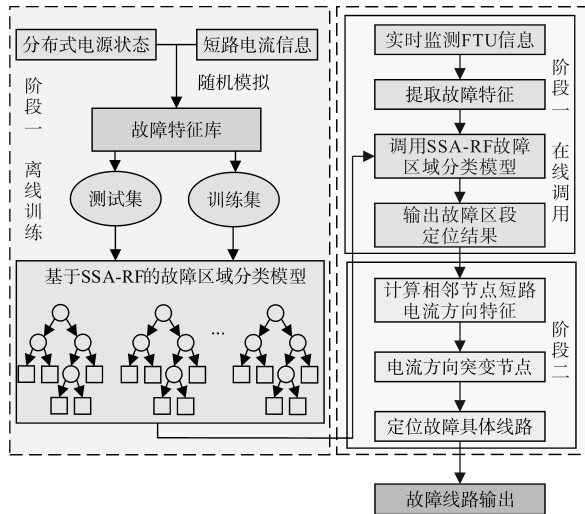 分布式电源状态
短路电流信息
随机模拟
阶段一 离线训练
故障特征库
测试集
训练集
基于SSA-RF的故障区域分类模型
...
实时监测FTU信息
提取故障特征
调用SSA-RF故障
区域分类模型
输出故障区段
定位结果
阶段一 在线调用
计算相邻节点短路
电流方向特征
电流方向突变节点
定位故障具体线路
阶段二
故障线路输出